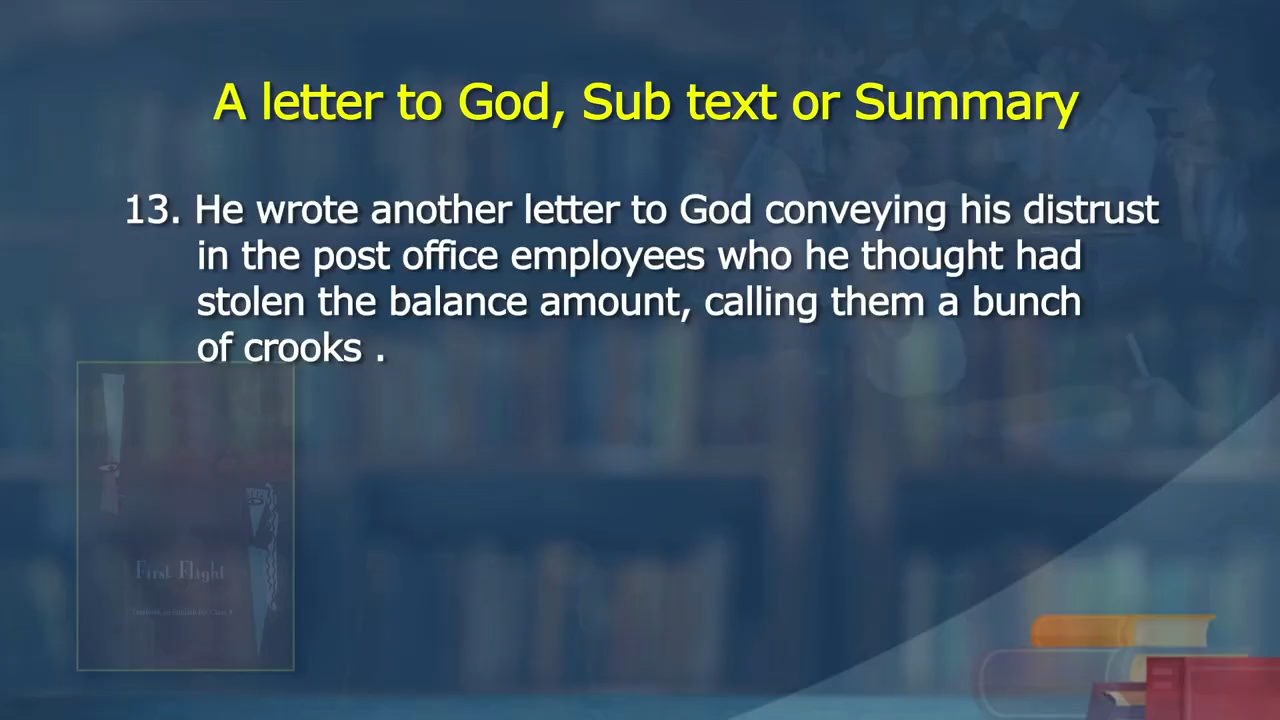 A letter to God, Sub text or Summary
13. He wrote another letter to God conveying his distrust
in the post office employees who he thought had
stolen the balance amount, calling them a bunch
of crooks .
First Flight